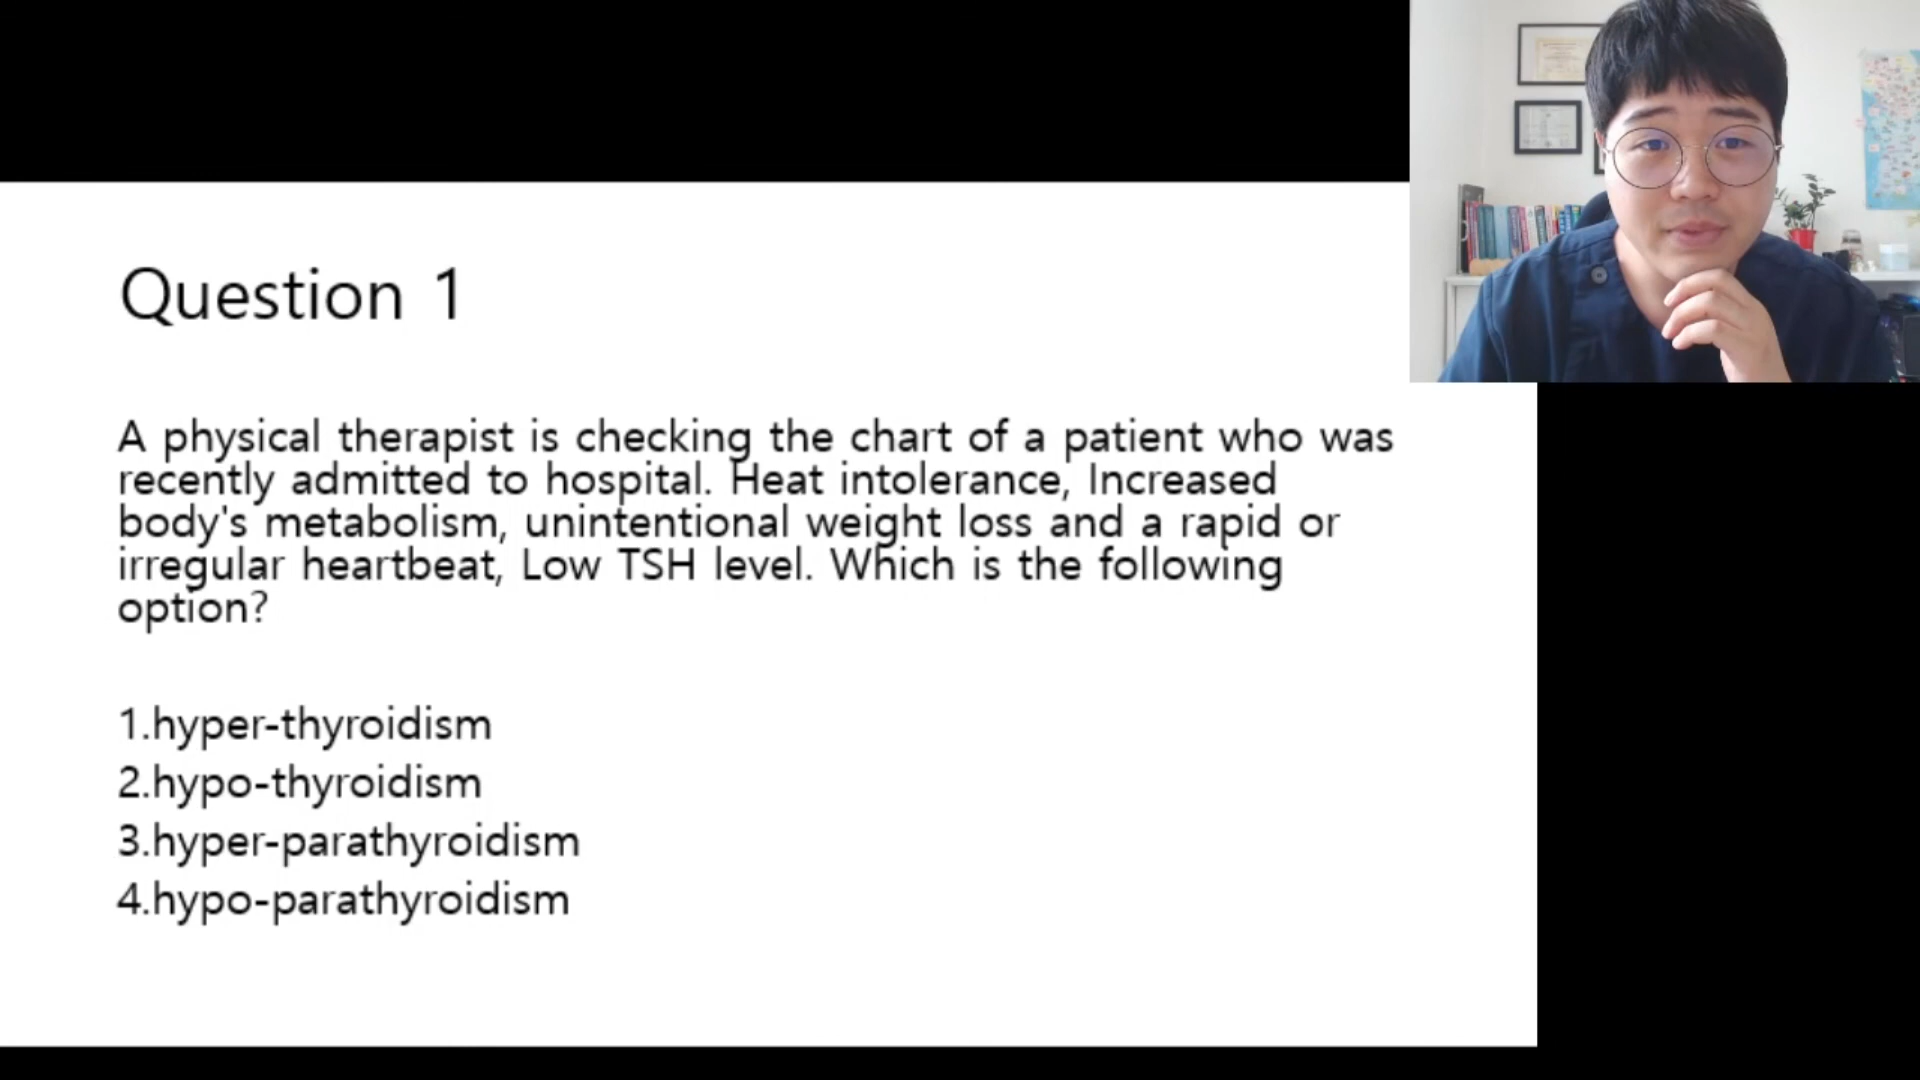 Question 1
A physical therapist is checking the chart of a patient who was
recently admitted to hospital. Heat intolerance, Increased
body's metabolism, unintentional weight loss and a rapid or
irregular heartbeat, Low TSH level. Which is the following
option?
1.hyper-thyroidism
2.hypo-thyroidism
3.hyper-parathyroidism
4.hypo-parathyroidism